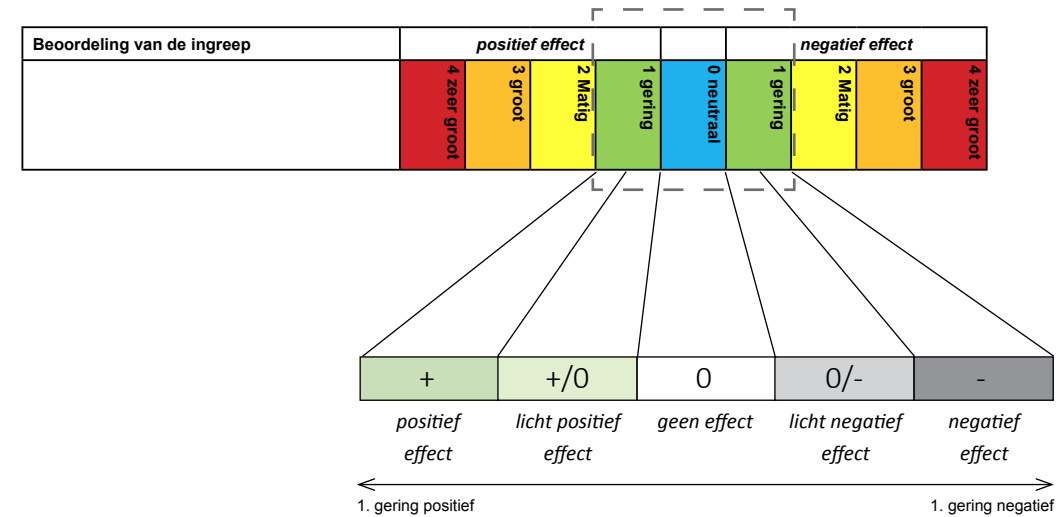 Beoordeling van de ingreep
positief effect
negatief effect
4 zeer groot
3 groot
2 Matig
1 gering
0 neutraal
1 gering
2 Matig
3 groot
4 zeer groot
+
+/0
0
0/-
-
positief
effect
licht positief
effect
geen effect
licht negatief
effect
negatief
effect
1. gering positief
1. gering negatief